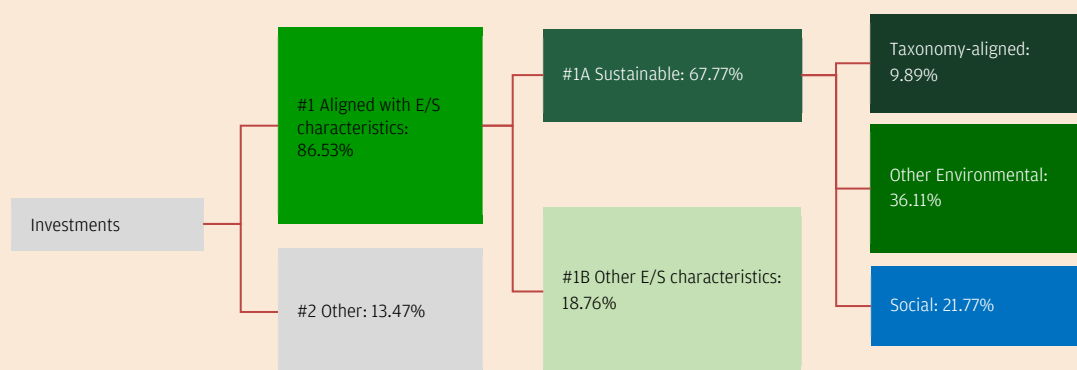 Investments
#1 Aligned with E/S
characteristics:
86.53%
#2 Other: 13.47%
#1A Sustainable: 67.77%
#1B Other E/S characteristics:
18.76%
Taxonomy-aligned:
9.89%
Other Environmental:
36.11%
Social: 21.77%